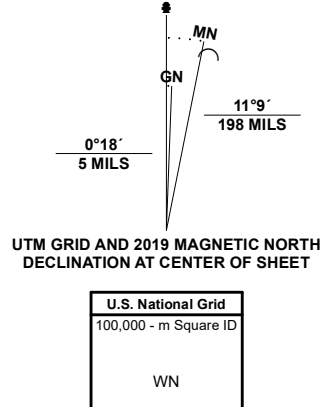 MN
GN
11°9´
198 MILS
0°18´
5 MILS
UTM GRID AND 2019 MAGNETIC NORTH
DECLINATION AT CENTER OF SHEET
U.S. National Grid
100,000 - m Square ID
WN